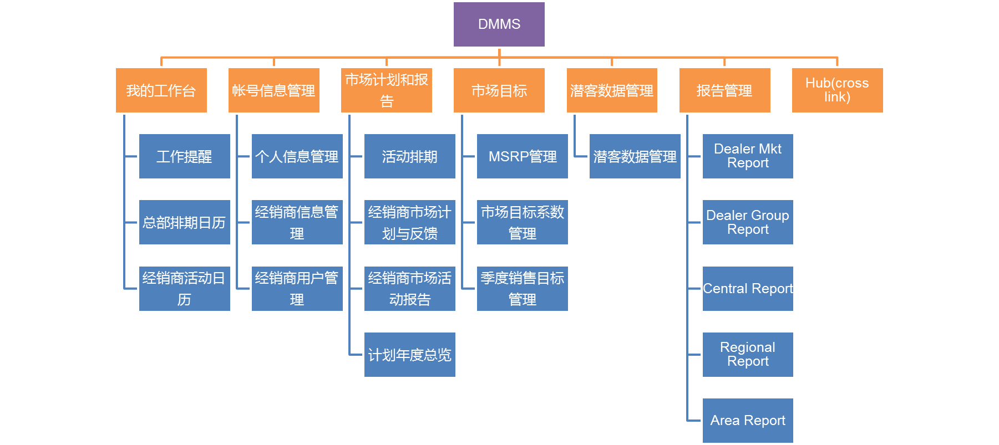 DMMS
我的工作台
帐号信息管理
市场计划和报
告
市场目标
潜客数据管理
报告管理
Hub(cross
link)
工作提醒
个人信息管理
活动排期
MSRP管理
潜客数据管理
Dealer Mkt
Report
总部排期日历
经销商信息管
理
经销商市场计
划与反馈
市场目标系数
管理
Dealer Group
Report
经销商活动日
历
经销商用户管
理
经销商市场活
动报告
季度销售目标
管理
Central Report
计划年度总览
Regional
Report
Area Report